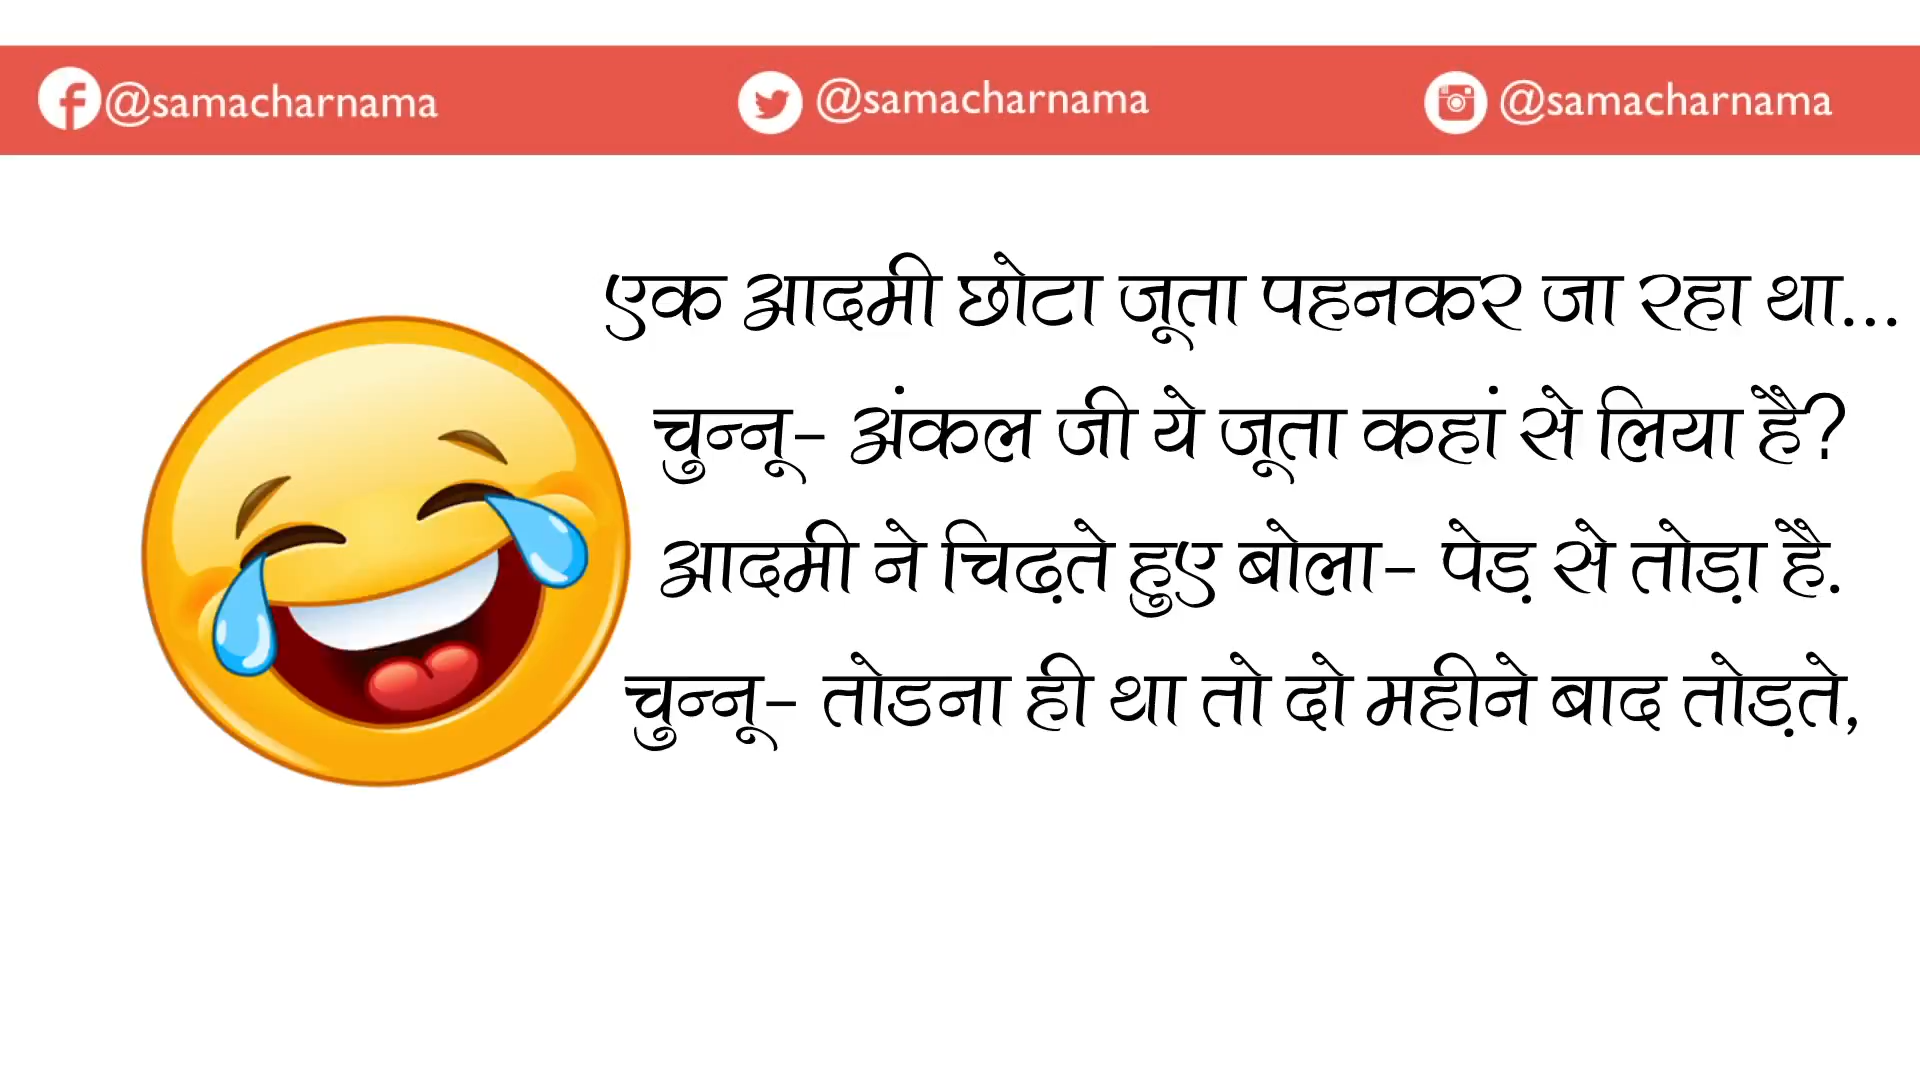 @samacharnama @samacharnama @samacharnama
एक आदमी छोटा जूता पहनकर जा रहा था...
चुन्नू- अंकल जी ये जूता कहां से लिया है?
आदमी ने चिढ़ते हुए बोला- पेड़ से तोड़ा है.
चुन्नू- तोडना ही था तो दो महीने बाद तोड़ते,